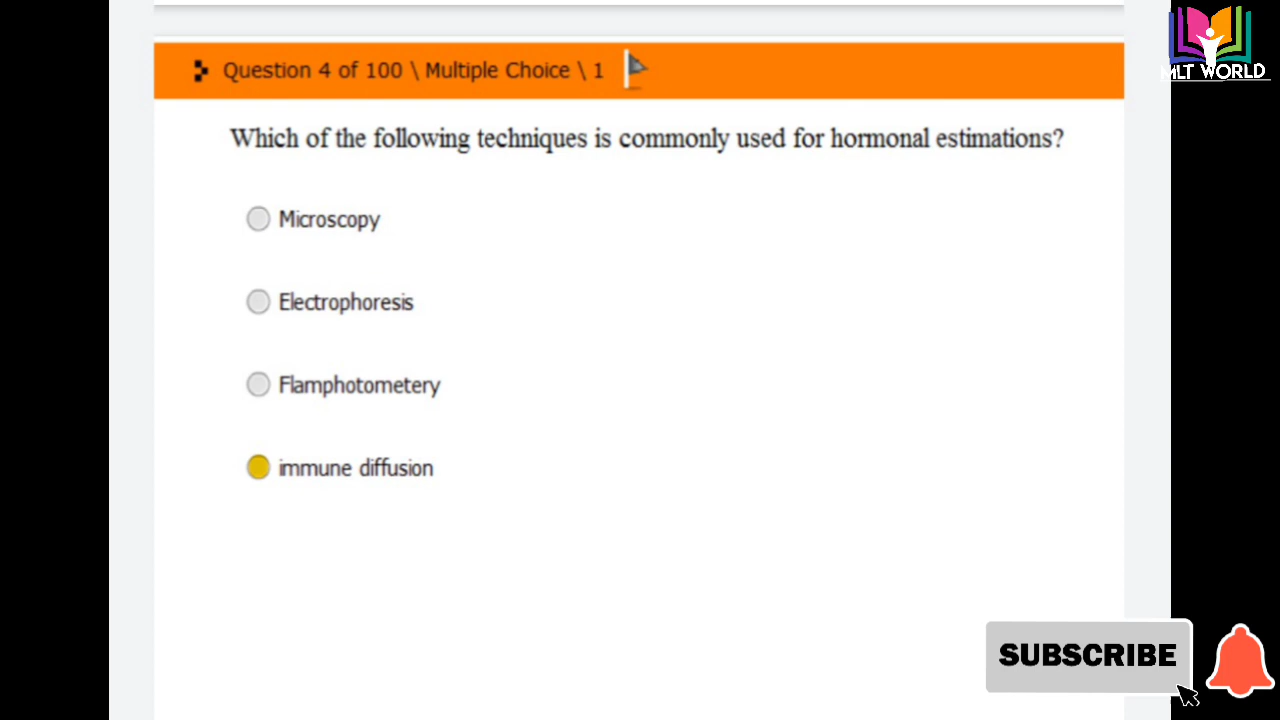 MLT WORLD
Question 4 of 100 \ Multiple Choice \ 1
Which of the following techniques is commonly used for hormonal estimations?
Microscopy
Electrophoresis
Flamphotometery
immune diffusion
SUBSCRIBE